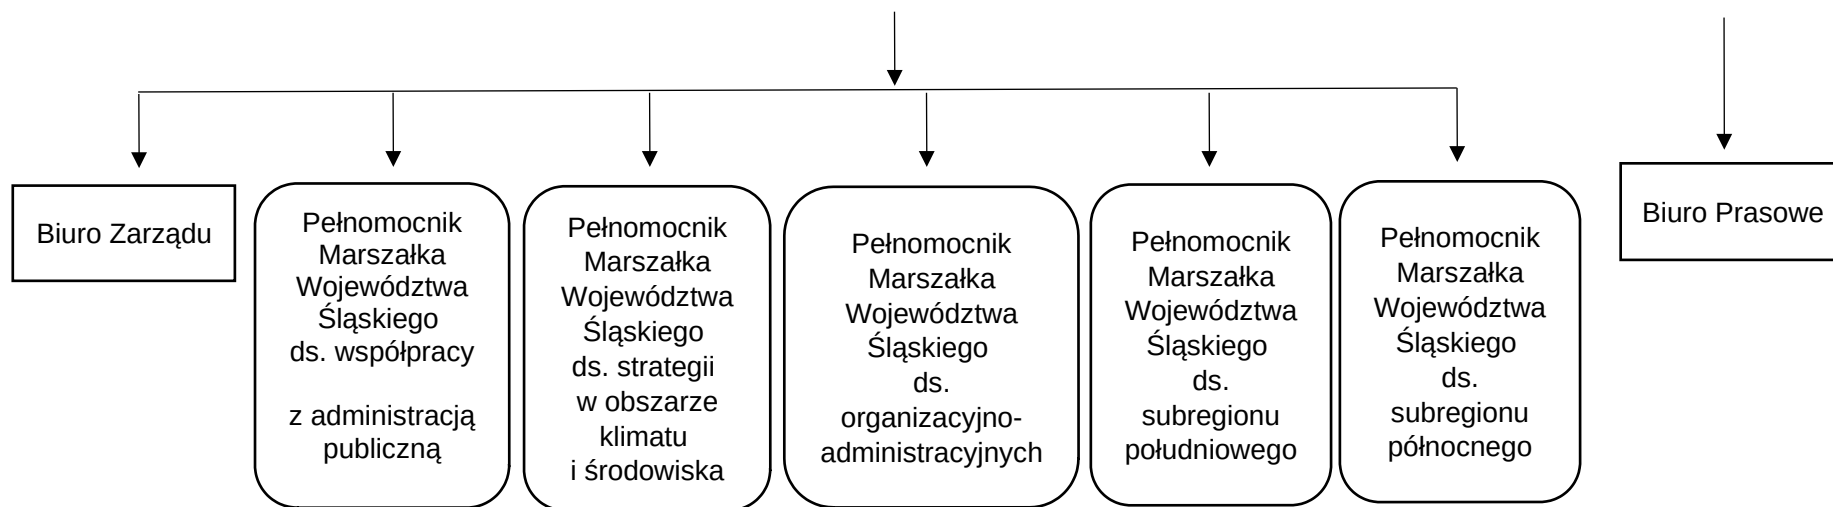 Biuro Zarządu
Pełnomocnik
Marszałka
Województwa
Śląskiego
ds. współpracy
z administracją
publiczną
Pełnomocnik
Marszałka
Województwa
Śląskiego
ds. strategii
w obszarze
klimatu
i środowiska
Pełnomocnik
Marszałka
Województwa
Śląskiego
ds.
organizacyjno-
administracyjnych
Pełnomocnik
Marszałka
Województwa
Śląskiego
ds.
subregionu
południowego
Pełnomocnik
Marszałka
Województwa
Śląskiego
ds.
subregionu
północnego
Biuro Prasowe